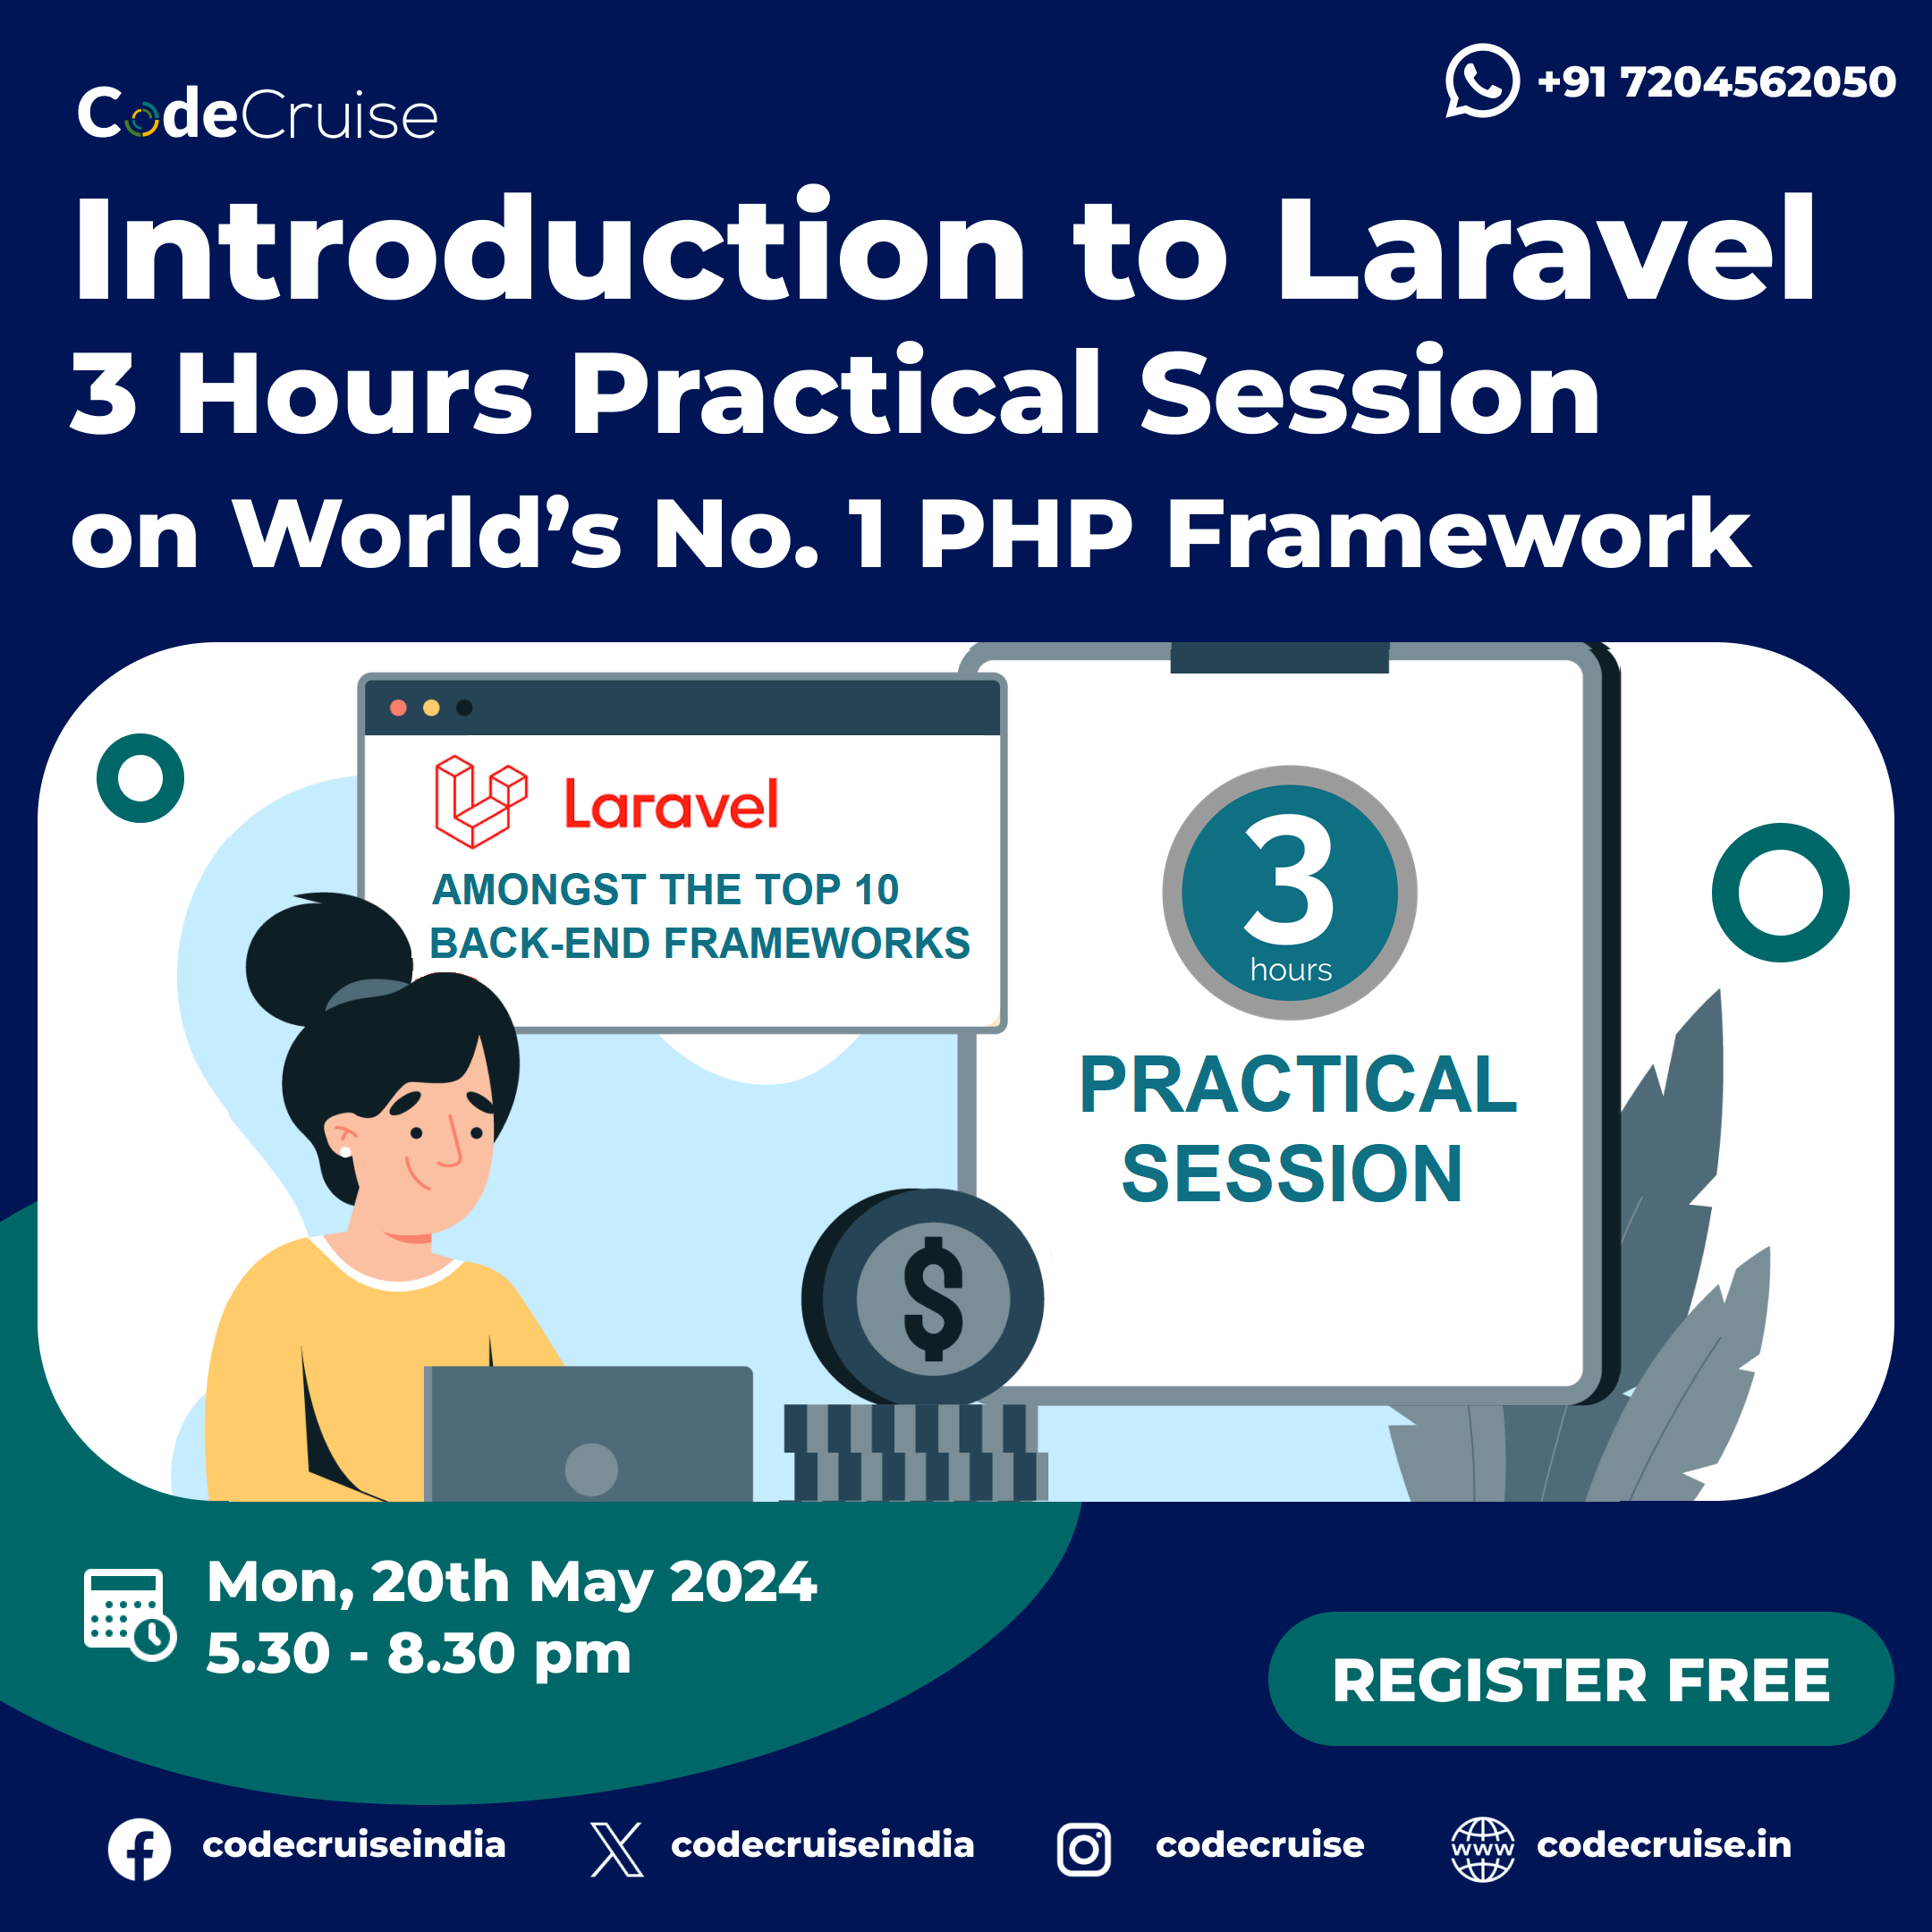 CodeCruise
+91 7204562050
Introduction to Laravel
3 Hours Practical Session
on World’s No. 1 PHP Framework
Laravel
AMONGST THE TOP 10
BACK-END FRAMEWORKS
3
hours
PRACTICAL
SESSION
$
Mon, 20th May 2024
5.30 - 8.30 pm
REGISTER FREE
codecruiseindia
codecruiseindia
codecruise
www
codecruise.in